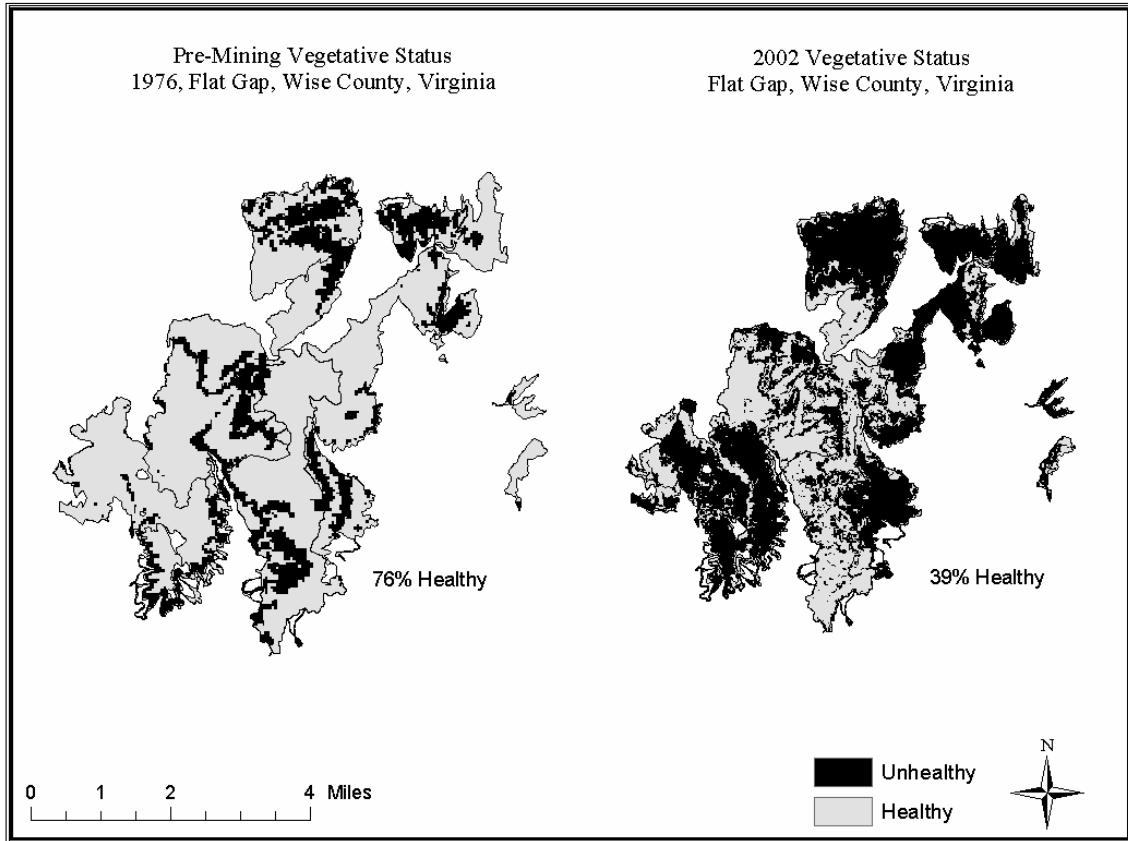 Pre-Mining Vegetative Status
1976, Flat Gap, Wise County, Virginia
2002 Vegetative Status
Flat Gap, Wise County, Virginia
76% Healthy
39% Healthy
0 1 2 4 Miles
Unhealthy
Healthy
N